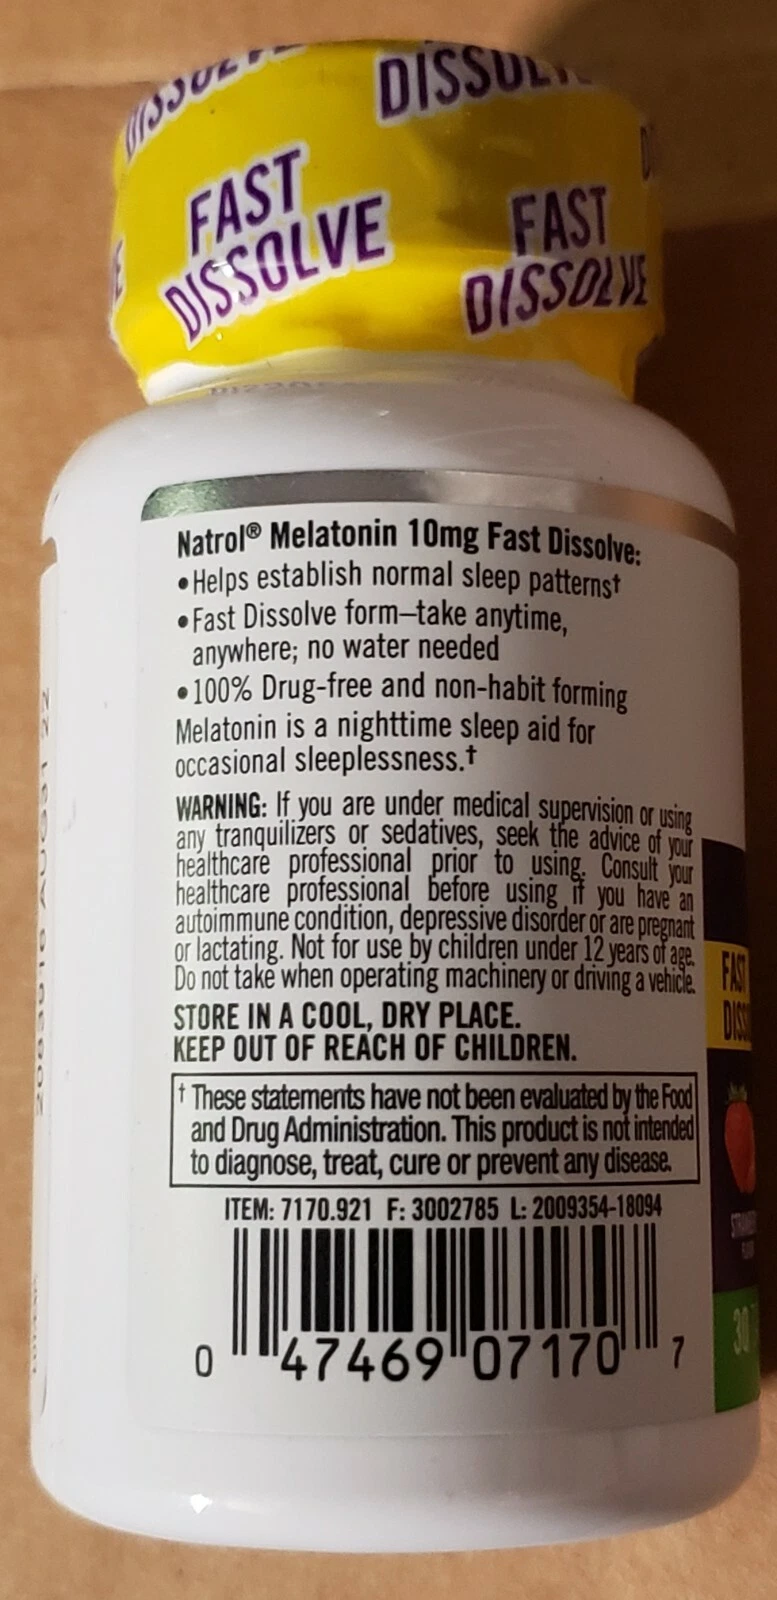 DISSOLVE
FAST
DISSOLVE
FAST
DISSOLVE
Natrol® Melatonin 10mg Fast Dissolve:
•Helps establish normal sleep patterns†
•Fast Dissolve form–take anytime,
anywhere; no water needed
•100% Drug-free and non-habit forming
Melatonin is a nighttime sleep aid for
occasional sleeplessness.†
WARNING: If you are under medical supervision or using
any tranquilizers or sedatives, seek the advice of your
healthcare professional prior to using. Consult your
healthcare professional before using if you have an
autoimmune condition, depressive disorder or are pregnant
or lactating. Not for use by children under 12 years of age.
Do not take when operating machinery or driving a vehicle.
STORE IN A COOL, DRY PLACE.
KEEP OUT OF REACH OF CHILDREN.
† These statements have not been evaluated by the Food
and Drug Administration. This product is not intended
to diagnose, treat, cure or prevent any disease.
ITEM: 7170.921 F: 3002785 L: 2009354-18094
0 47469 07170 7
FAST
30